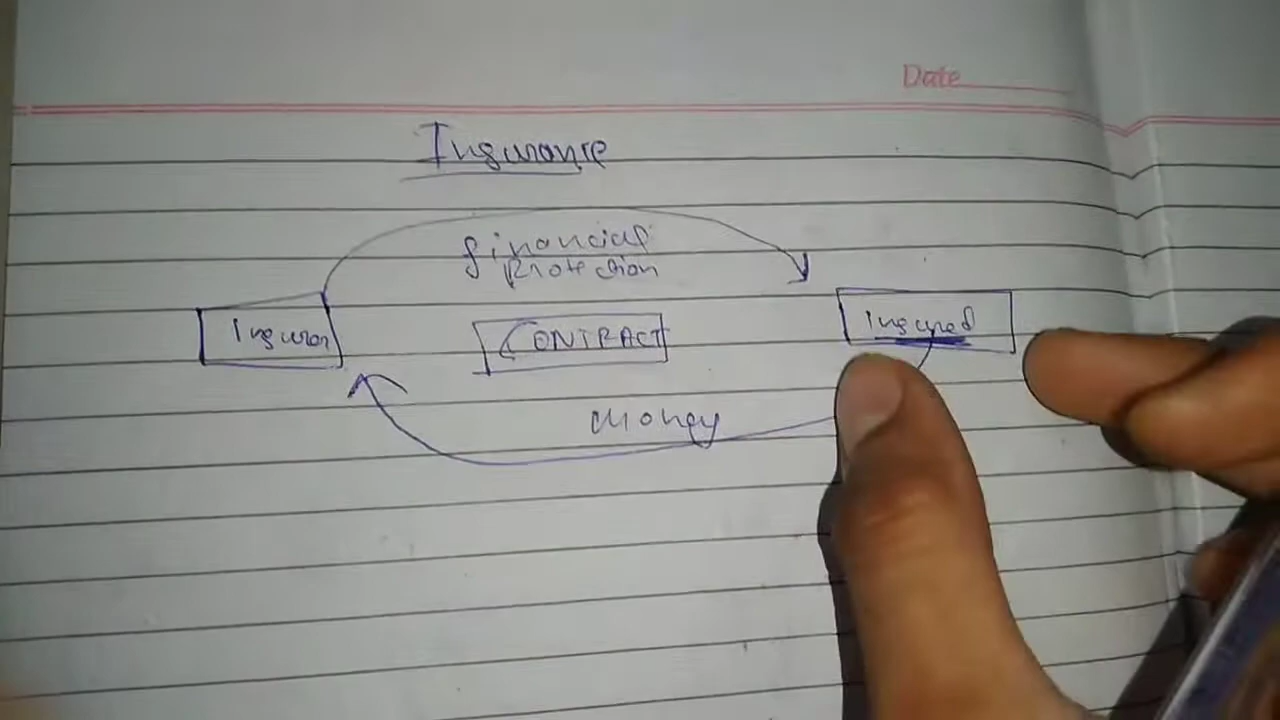 Date
Insurance
financial
protection
Insurer
CONTRACT
Insured
Money